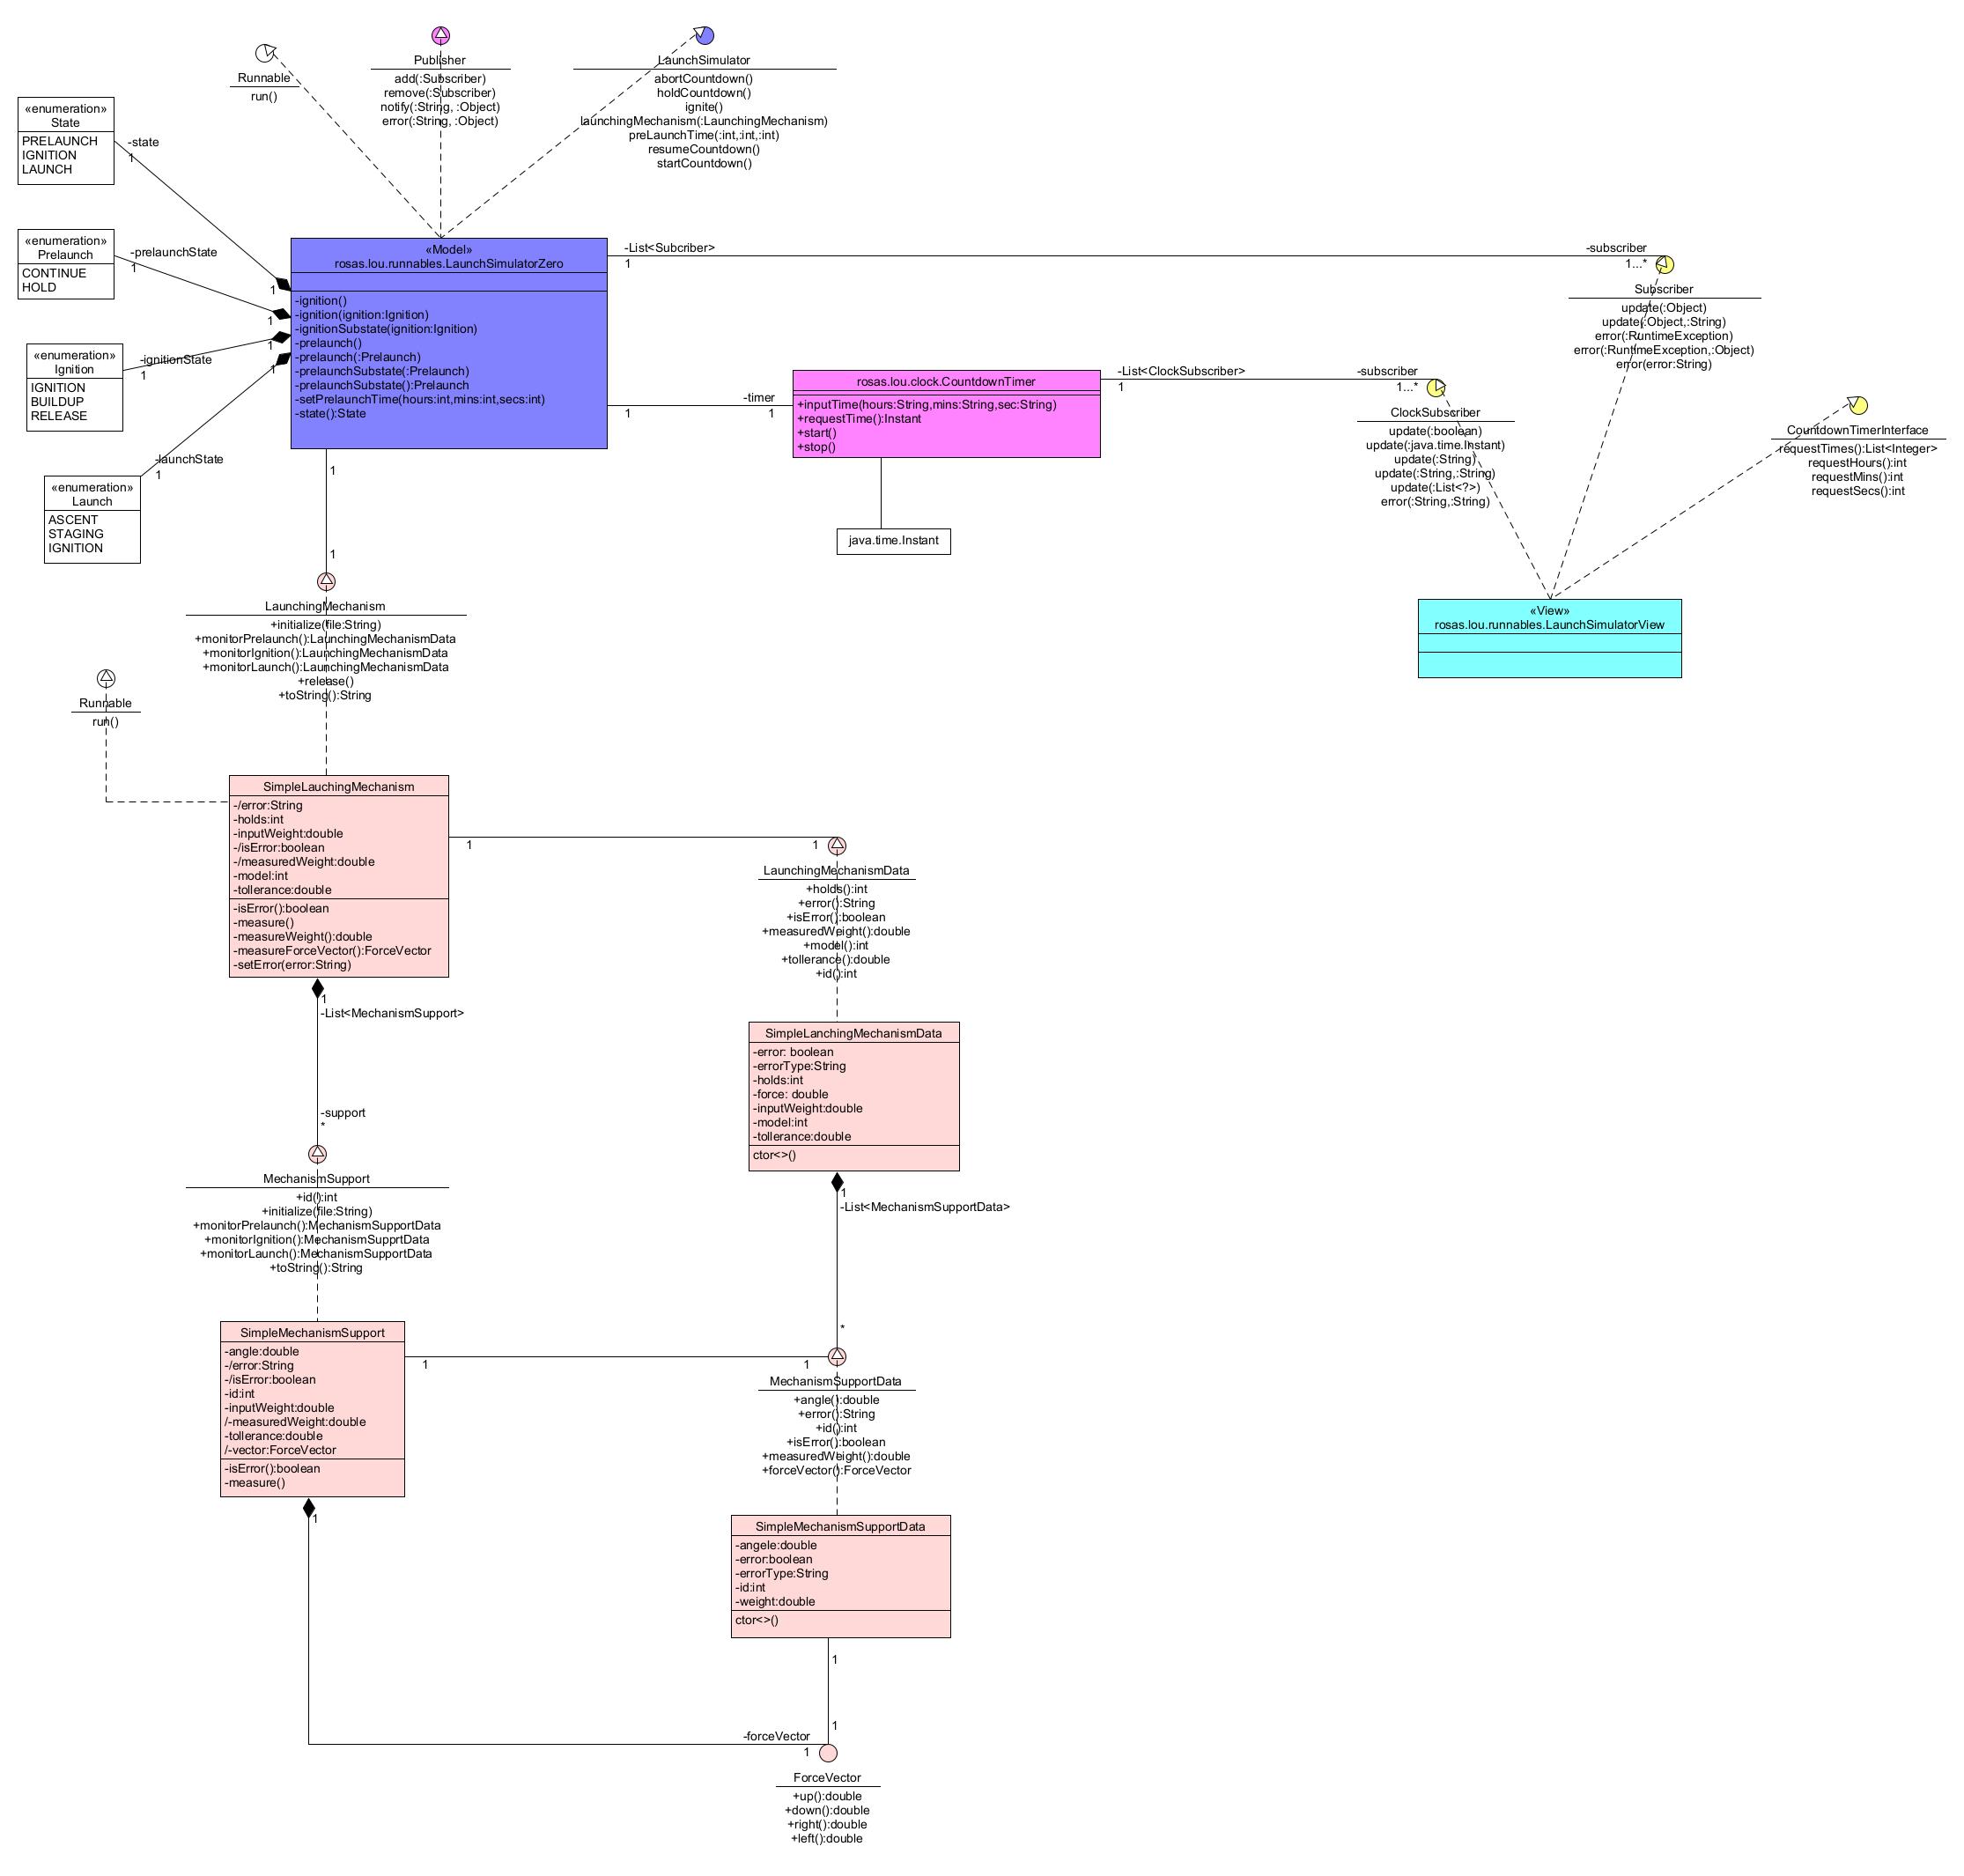 Runnable
run()
Publisher
add(:Subscriber)
remove(:Subscriber)
notify(:String, :Object)
error(:String, :Object)
LaunchSimulator
abortCountdown()
holdCountdown()
ignite()
launchingMechanism(:LaunchingMechanism)
preLaunchTime(:int,:int,:int)
resumeCountdown()
startCountdown()
«enumeration»
State
PRELAUNCH
IGNITION
LAUNCH
-state
1
1
«enumeration»
Prelaunch
CONTINUE
HOLD
-prelaunchState
1
1
«enumeration»
Ignition
IGNITION
BUILDUP
RELEASE
-ignitionState
1
1
«enumeration»
Launch
ASCENT
STAGING
IGNITION
-launchState
1
1
«Model»
rosas.lou.runnables.LaunchSimulatorZero
-ignition()
-ignition(ignition:Ignition)
-ignitionSubstate(ignition:Ignition)
-prelaunch()
-prelaunch(:Prelaunch)
-prelaunchSubstate(:Prelaunch)
-prelaunchSubstate():Prelaunch
-setPrelaunchTime(hours:int,mins:int,secs:int)
-state():State
-List<Subcriber>
1
-subscriber
1...*
Subscriber
update(:Object)
update(:Object,:String)
error(:RuntimeException)
error(:RuntimeException,:Object)
error(error:String)
1
-timer
1
rosas.lou.clock.CountdownTimer
+inputTime(hours:String,mins:String,sec:String)
+requestTime():Instant
+start()
+stop()
java.time.Instant
-List<ClockSubscriber>
1
-subscriber
1...*
ClockSubscriber
update(:boolean)
update(:java.time.Instant)
update(:String)
update(:String,:String)
update(:List<?>)
error(:String,:String)
CountdownTimerInterface
requestTimes():List<Integer>
requestHours():int
requestMins():int
requestSecs():int
«View»
rosas.lou.runnables.LaunchSimulatorView
1
1
LaunchingMechanism
+initialize(file:String)
+monitorPrelaunch():LaunchingMechanismData
+monitorIgnition():LaunchingMechanismData
+monitorLaunch():LaunchingMechanismData
+release()
+toString():String
Runnable
run()
SimpleLauchingMechanism
-/error:String
-holds:int
-inputWeight:double
-/isError:boolean
-/measuredWeight:double
-model:int
-tollerance:double
-isError():boolean
-measure()
-measureWeight():double
-measureForceVector():ForceVector
-setError(error:String)
1
1
LaunchingMechanismData
+holds():int
+error():String
+isError():boolean
+measuredWeight():double
+model():int
+tollerance():double
+id():int
SimpleLanchingMechanismData
-error: boolean
-errorType:String
-holds:int
-force: double
-inputWeight:double
-model:int
-tollerance:double
ctor<>()
1
-List<MechanismSupport>
-support
*
MechanismSupport
+id():int
+initialize(file:String)
+monitorPrelaunch():MechanismSupportData
+monitorIgnition():MechanismSupprtData
+monitorLaunch():MechanismSupportData
+toString():String
1
-List<MechanismSupportData>
*
SimpleMechanismSupport
-angle:double
-/error:String
-/isError:boolean
-id:int
-inputWeight:double
/-measuredWeight:double
-tollerance:double
/-vector:ForceVector
-isError():boolean
-measure()
1
1
MechanismSupportData
+angle():double
+error():String
+id():int
+isError():boolean
+measuredWeight():double
+forceVector():ForceVector
SimpleMechanismSupportData
-angele:double
-error:boolean
-errorType:String
-id:int
-weight:double
ctor<>()
1
1
1
-forceVector
1
ForceVector
+up():double
+down():double
+right():double
+left():double